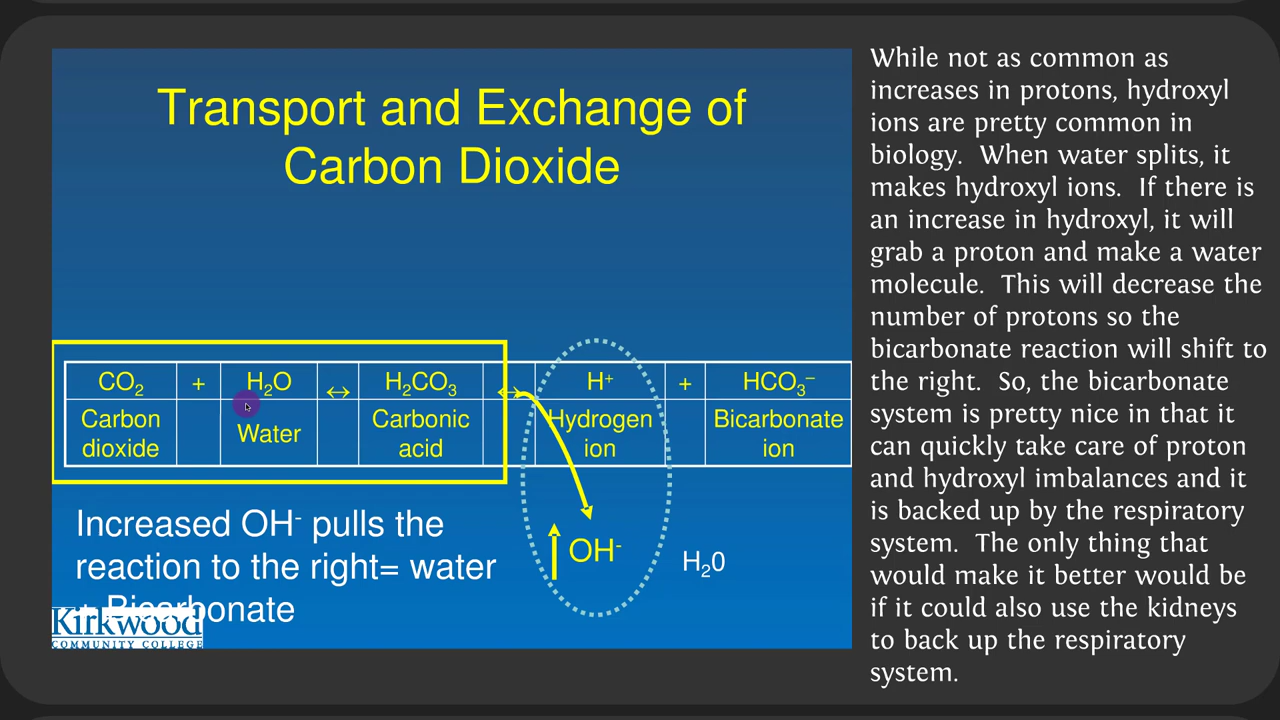 Transport and Exchange of
Carbon Dioxide
CO₂ + H₂O ↔ H₂CO₃ ↔ H⁺ + HCO₃⁻
Carbon dioxide Water Carbonic acid Hydrogen ion Bicarbonate ion
Increased OH⁻ pulls the
reaction to the right= water
+ Bicarbonate
OH⁻
H₂0
Kirkwood
COMMUNITY COLLEGE
While not as common as
increases in protons, hydroxyl
ions are pretty common in
biology. When water splits, it
makes hydroxyl ions. If there is
an increase in hydroxyl, it will
grab a proton and make a water
molecule. This will decrease the
number of protons so the
bicarbonate reaction will shift to
the right. So, the bicarbonate
system is pretty nice in that it
can quickly take care of proton
and hydroxyl imbalances and it
is backed up by the respiratory
system. The only thing that
would make it better would be
if it could also use the kidneys
to back up the respiratory
system.